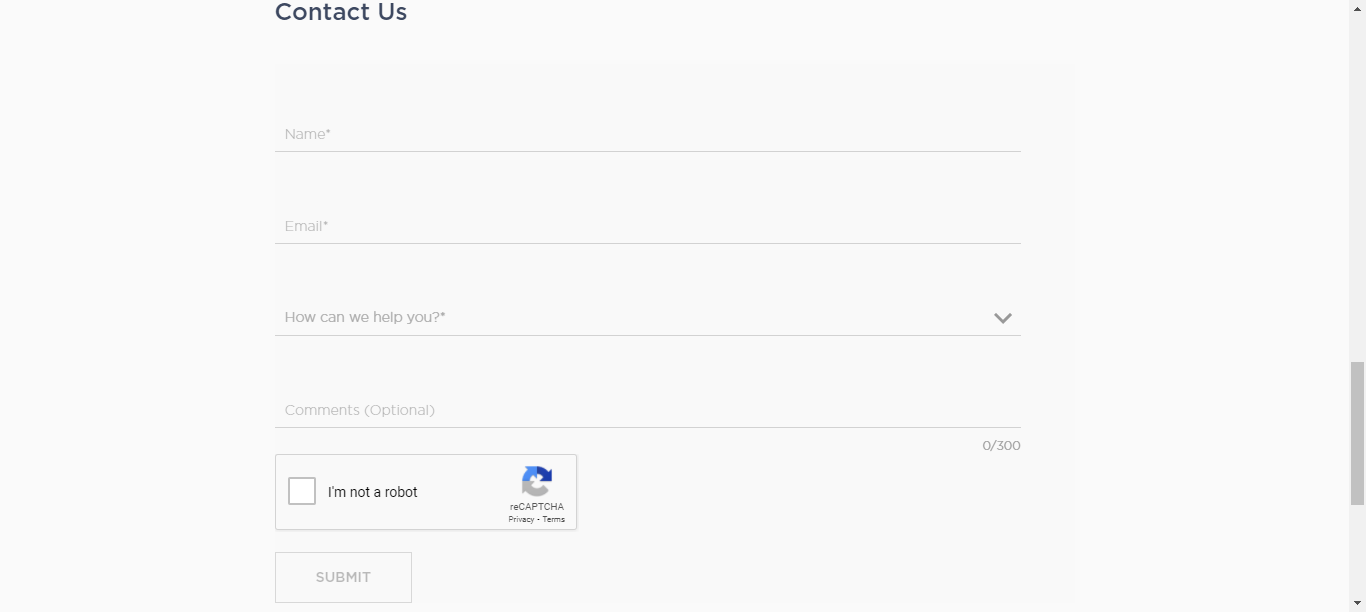 Contact Us
Name*
Email*
How can we help you?*
Comments (Optional)
0/300
I'm not a robot
reCAPTCHA
Privacy - Terms
SUBMIT